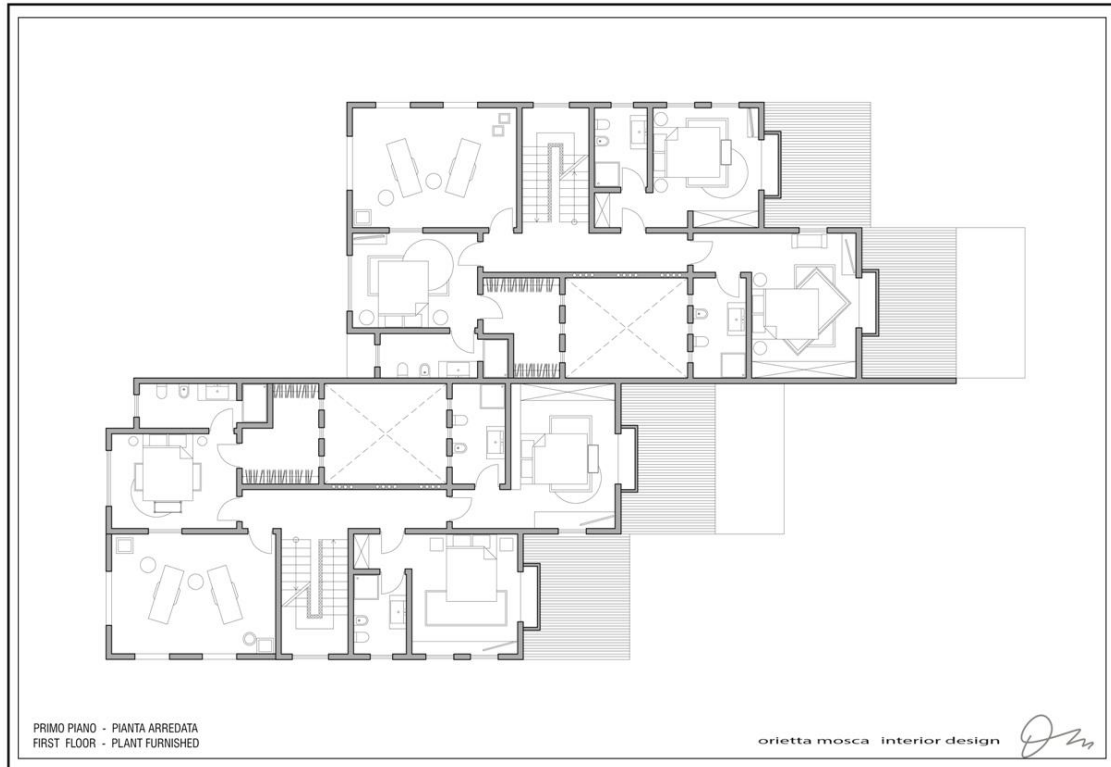 PRIMO PIANO - PIANTA ARREDATA
FIRST FLOOR - PLANT FURNISHED
orietta mosca interior design